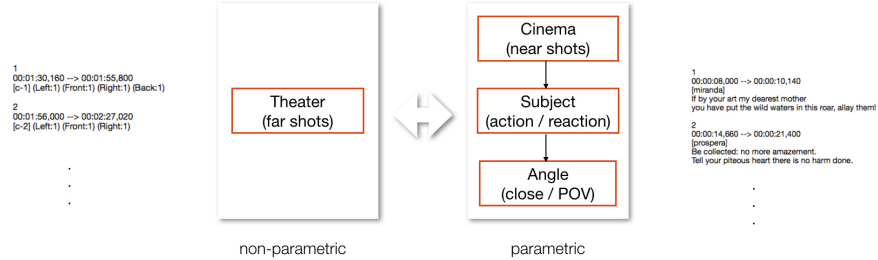 1
00:01:30,160 --> 00:01:55,800
[c-1] (Left:1) (Front:1) (Right:1) (Back:1)
2
00:01:56,000 --> 00:02:27,020
[c-2] (Left:1) (Front:1) (Right:1)
.
.
.
Theater
(far shots)
non-parametric
Cinema
(near shots)
Subject
(action / reaction)
Angle
(close / POV)
parametric
1
00:00:08,000 --> 00:00:10,140
[miranda]
If by your art my dearest mother
you have put the wild waters in this roar, allay them!
2
00:00:14,660 --> 00:00:21,400
[prospera]
Be collected: no more amazement.
Tell your piteous heart there is no harm done.
.
.
.